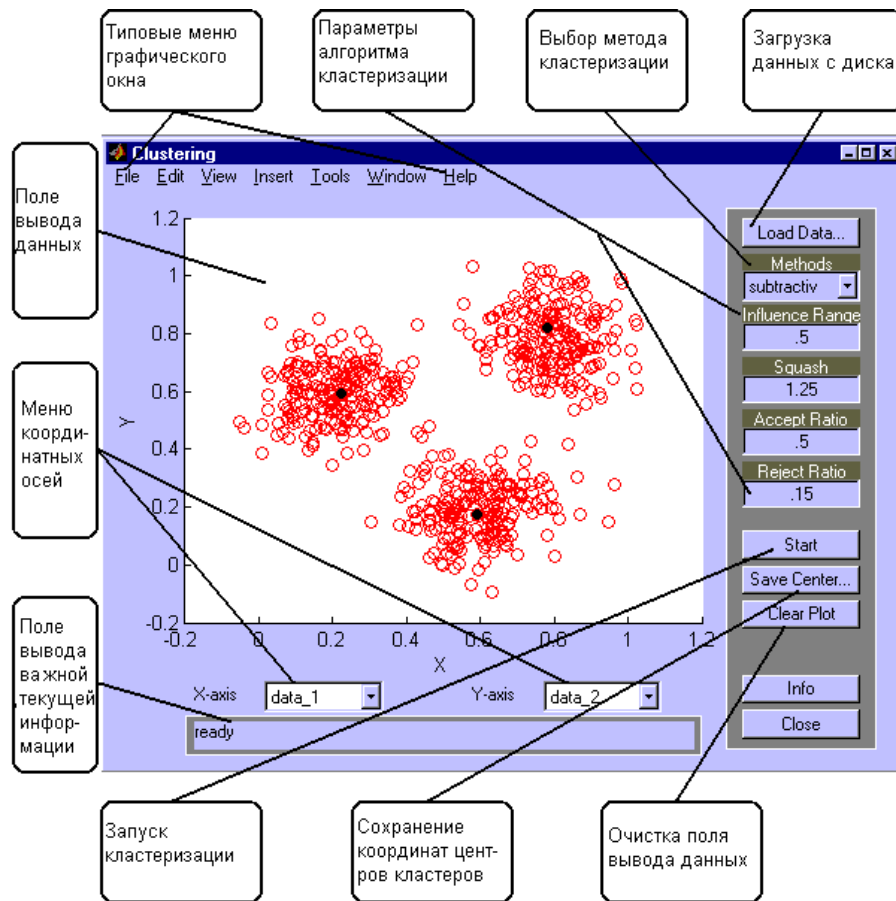 Типовые меню
графического
окна
Параметры
алгоритма
кластеризации
Выбор метода
кластеризации
Загрузка
данных с диска
Clustering
File Edit View Insert Tools Window Help
Поле
вывода
данных
Меню
коорди-
натных
осей
Поле
вывода
важной
текущей
инфор-
мации
1.2
1
0.8
0.6
0.4
0.2
0
-0.2
Y
-0.2 0 0.2 0.4 0.6 0.8 1 1.2
X
Load Data...
Methods
subtractiv
Influence Range
.5
Squash
1.25
Accept Ratio
.5
Reject Ratio
.15
Start
Save Center...
Clear Plot
Info
Close
X-axis data_1 Y-axis data_2
ready
Запуск
кластеризации
Сохранение
координат цент-
ров кластеров
Очистка поля
вывода данных